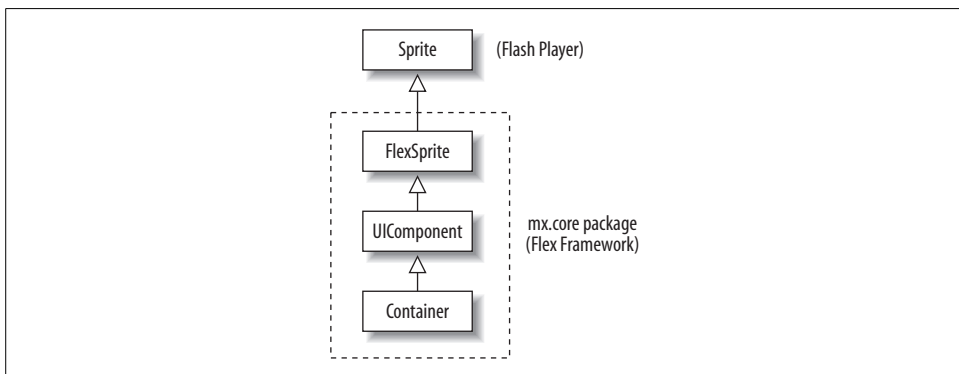 Sprite
(Flash Player)
FlexSprite
UIComponent
mx.core package
(Flex Framework)
Container